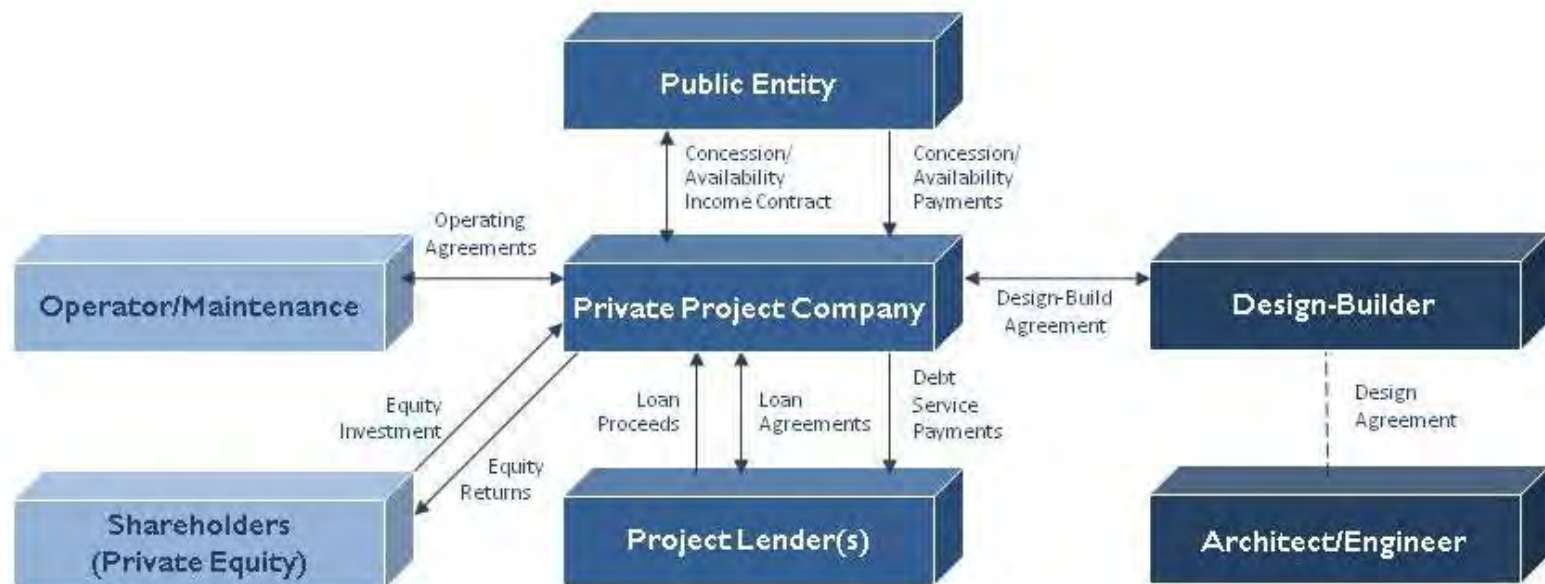 Public Entity
Concession/
Availability
Income Contract
Concession/
Availability
Payments
Operating
Agreements
Operator/Maintenance
Private Project Company
Design-Build
Agreement
Design-Builder
Equity
Investment
Equity
Returns
Loan
Proceeds
Loan
Agreements
Debt
Service
Payments
Design
Agreement
Shareholders
(Private Equity)
Project Lender(s)
Architect/Engineer